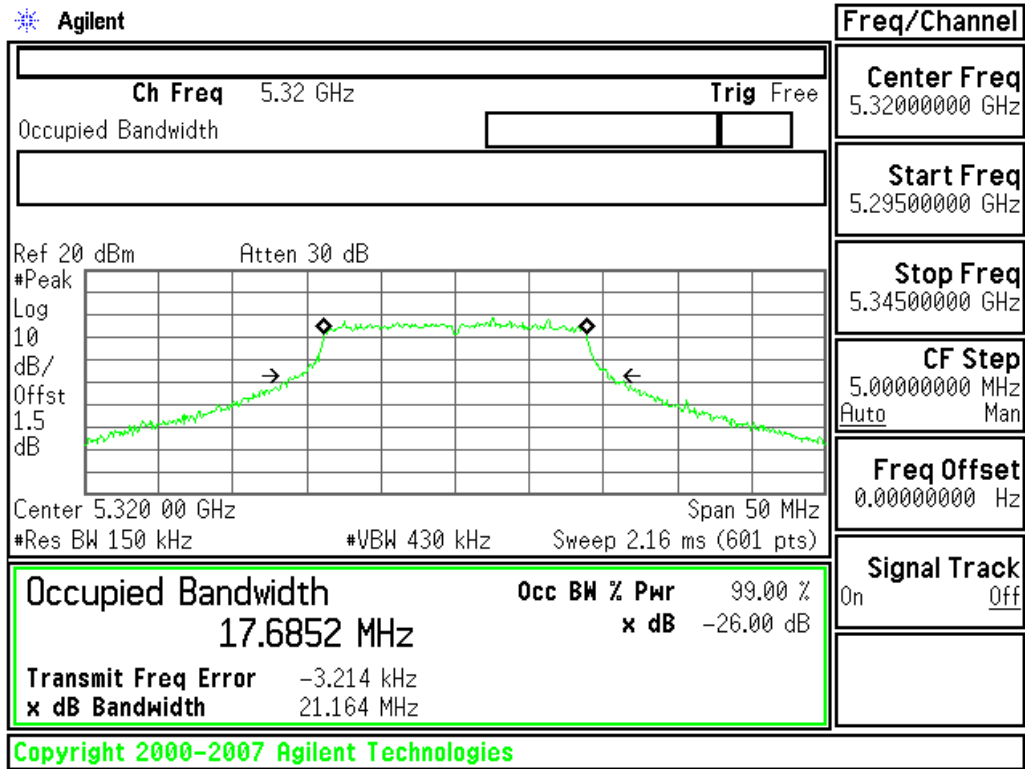 Agilent
Freq/Channel
Ch Freq 5.32 GHz Trig Free
Occupied Bandwidth
Center Freq
5.32000000 GHz
Start Freq
5.29500000 GHz
Stop Freq
5.34500000 GHz
CF Step
5.00000000 MHz
Auto Man
Freq Offset
0.00000000 Hz
Signal Track
On Off
Ref 20 dBm Atten 30 dB
#Peak
Log
10
dB/
Offst
1.5
dB
Center 5.320 00 GHz Span 50 MHz
#Res BW 150 kHz #VBW 430 kHz Sweep 2.16 ms (601 pts)
Occupied Bandwidth Occ BW % Pwr 99.00 %
17.6852 MHz x dB -26.00 dB
Transmit Freq Error -3.214 kHz
x dB Bandwidth 21.164 MHz
Copyright 2000-2007 Agilent Technologies